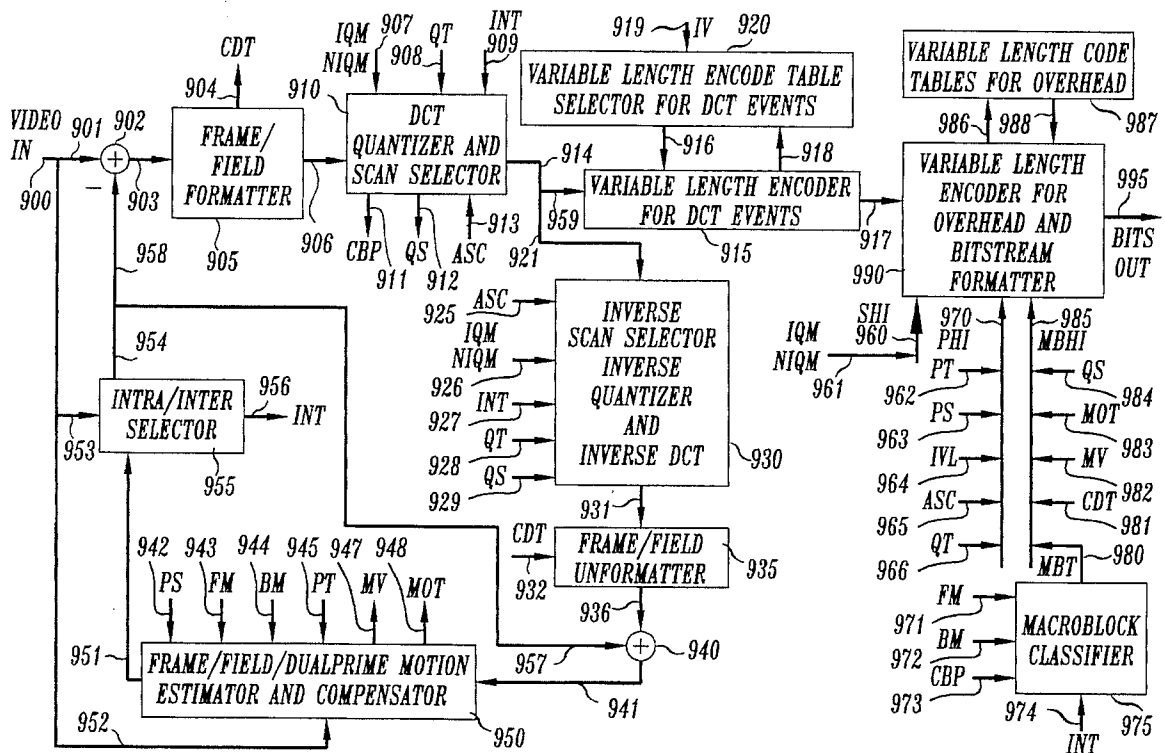 CDT
904
VIDEO
IN
901
902
900
903
FRAME/
FIELD
FORMATTER
905
906
958
IQM
NIQM
907
QT
908
INT
909
910
DCT
QUANTIZER AND
SCAN SELECTOR
CBP
911
QS
912
ASC
913
914
959
921
919
IV
920
VARIABLE LENGTH ENCODE TABLE
SELECTOR FOR DCT EVENTS
916
918
VARIABLE LENGTH ENCODER
FOR DCT EVENTS
915
917
VARIABLE LENGTH CODE
TABLES FOR OVERHEAD
987
986
988
VARIABLE LENGTH
ENCODER FOR
OVERHEAD AND
BITSTREAM
FORMATTER
990
995
BITS
OUT
954
INTRA/INTER
SELECTOR
955
956
INT
953
ASC
925
IQM
NIQM
926
INT
927
QT
928
QS
929
INVERSE
SCAN SELECTOR
INVERSE
QUANTIZER
AND
INVERSE DCT
930
931
CDT
932
FRAME/FIELD
UNFORMATTER
935
936
940
957
941
942
PS
943
FM
944
BM
945
PT
947
MV
948
MOT
951
FRAME/FIELD/DUALPRIME MOTION
ESTIMATOR AND COMPENSATOR
950
952
IQM
NIQM
961
SHI
960
970
PHI
985
MBHI
PT
962
PS
963
IVL
964
ASC
965
QT
966
QS
984
MOT
983
MV
982
CDT
981
980
MBT
FM
971
BM
972
CBP
973
MACROBLOCK
CLASSIFIER
974
INT
975